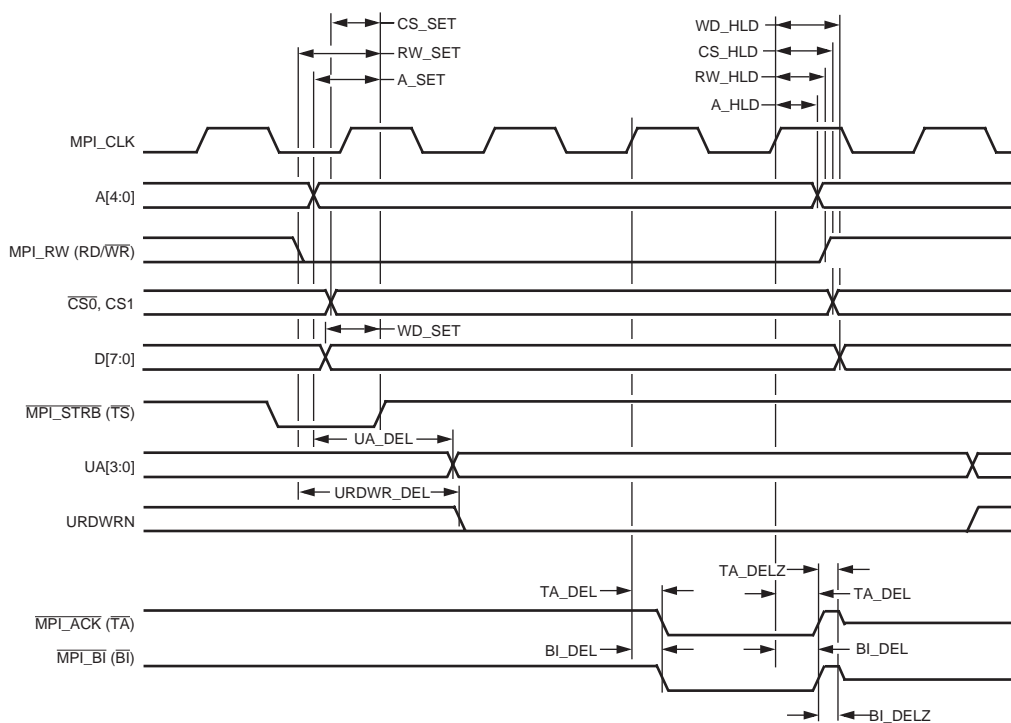 CS_SET
WD_HLD
RW_SET
CS_HLD
A_SET
RW_HLD
A_HLD
MPI_CLK
A[4:0]
MPI_RW (RD/WR)
CS0, CS1
WD_SET
D[7:0]
MPI_STRB (TS)
UA_DEL
UA[3:0]
URDWR_DEL
URDWRN
TA_DELZ
TA_DEL
TA_DEL
MPI_ACK (TA)
BI_DEL
BI_DEL
MPI_BI (BI)
BI_DELZ